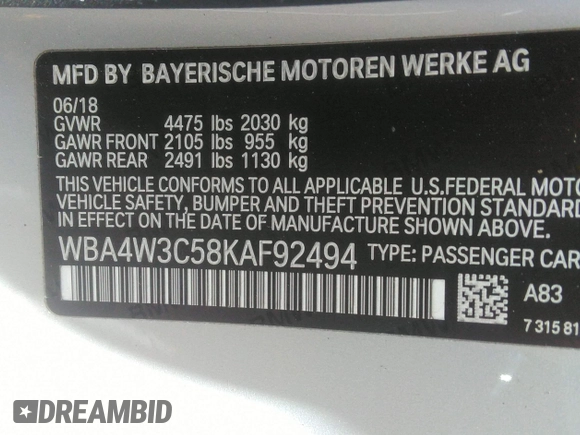 MFD BY BAYERISCHE MOTOREN WERKE AG
06/18
GVWR 4475 lbs 2030 kg
GAWR FRONT 2105 lbs 955 kg
GAWR REAR 2491 lbs 1130 kg
THIS VEHICLE CONFORMS TO ALL APPLICABLE U.S.FEDERAL MOTO
VEHICLE SAFETY, BUMPER AND THEFT PREVENTION STANDARD
IN EFFECT ON THE DATE OF MANUFACTURE SHOWN ABOVE.
WBA4W3C58KAF92494 TYPE: PASSENGER CAR
A83
7 315 81
DREAMBID